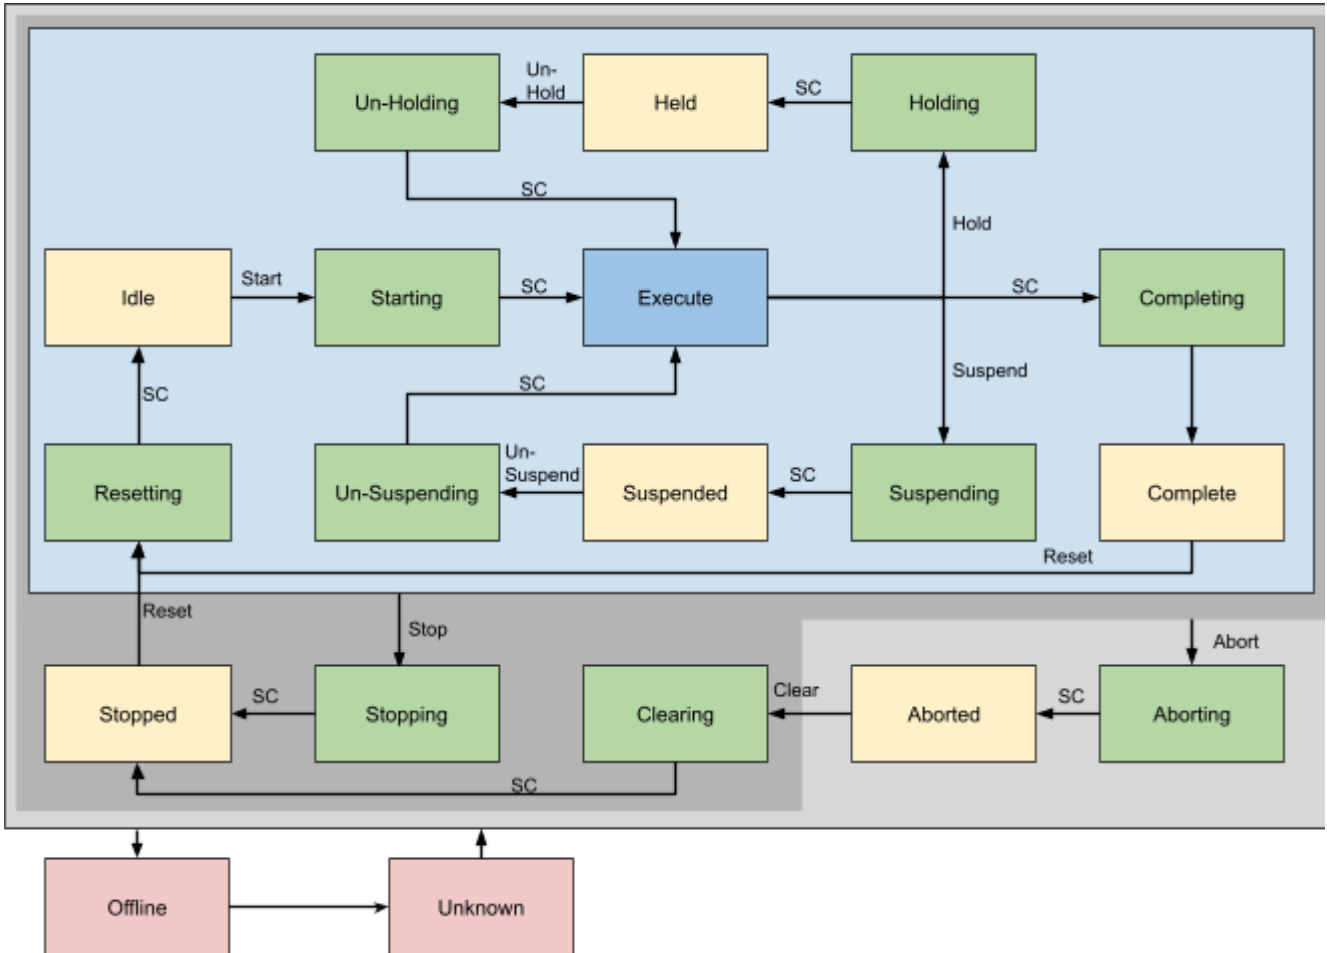 Un-
Hold
SC
Un-Holding
Held
Holding
SC
Hold
Start
SC
SC
Idle
Starting
Execute
Completing
SC
SC
Suspend
Un-
Suspend
SC
Resetting
Un-Suspending
Suspended
Suspending
Complete
Reset
Reset
Stop
Abort
SC
Clear
SC
Stopped
Stopping
Clearing
Aborted
Aborting
SC
Offline
Unknown